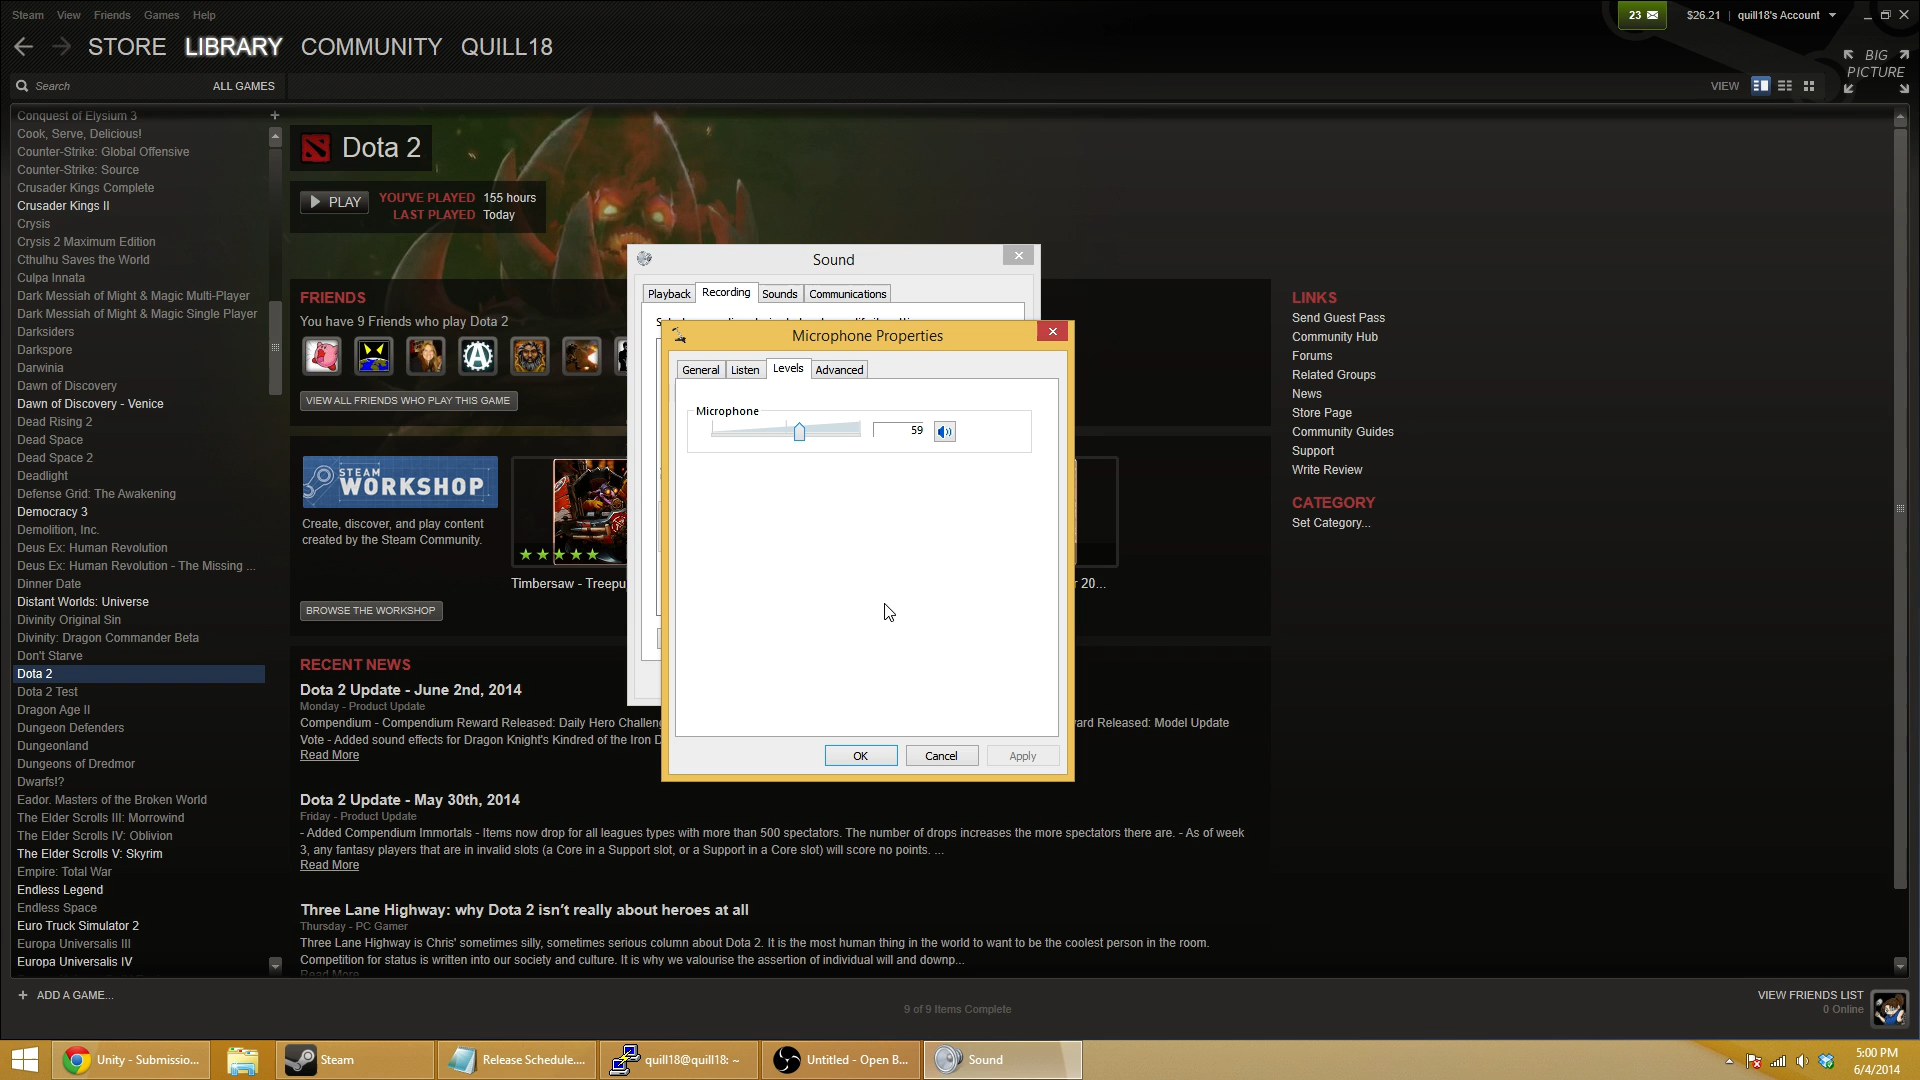 Steam View Friends Games Help
23 $26.21 | quill18's Account
STORE LIBRARY COMMUNITY QUILL18
BIG PICTURE
Search ALL GAMES
VIEW
Conquest of Elysium 3
Cook, Serve, Delicious!
Counter-Strike: Global Offensive
Counter-Strike: Source
Crusader Kings Complete
Crusader Kings II
Crysis
Crysis 2 Maximum Edition
Cthulhu Saves the World
Culpa Innata
Dark Messiah of Might & Magic Multi-Player
Dark Messiah of Might & Magic Single Player
Darksiders
Darkspore
Darwinia
Dawn of Discovery
Dawn of Discovery - Venice
Dead Rising 2
Dead Space
Dead Space 2
Deadlight
Defense Grid: The Awakening
Democracy 3
Demolition, Inc.
Deus Ex: Human Revolution
Deus Ex: Human Revolution - The Missing ...
Dinner Date
Distant Worlds: Universe
Divinity Original Sin
Divinity: Dragon Commander Beta
Don't Starve
Dota 2
Dota 2 Test
Dragon Age II
Dungeon Defenders
Dungeonland
Dungeons of Dredmor
Dwarfs!?
Eador. Masters of the Broken World
The Elder Scrolls III: Morrowind
The Elder Scrolls IV: Oblivion
The Elder Scrolls V: Skyrim
Empire: Total War
Endless Legend
Endless Space
Euro Truck Simulator 2
Europa Universalis III
Europa Universalis IV
+ ADD A GAME...
Dota 2
PLAY
YOU'VE PLAYED 155 hours
LAST PLAYED Today
FRIENDS
You have 9 Friends who play Dota 2
VIEW ALL FRIENDS WHO PLAY THIS GAME
STEAM
WORKSHOP
Create, discover, and play content
created by the Steam Community.
Timbersaw - Treepu
r 20...
BROWSE THE WORKSHOP
RECENT NEWS
Dota 2 Update - June 2nd, 2014
Monday - Product Update
Compendium - Compendium Reward Released: Daily Hero Challeng
ard Released: Model Update
Vote - Added sound effects for Dragon Knight's Kindred of the Iron D
Read More
Dota 2 Update - May 30th, 2014
Friday - Product Update
- Added Compendium Immortals - Items now drop for all leagues types with more than 500 spectators. The number of drops increases the more spectators there are. - As of week
3, any fantasy players that are in invalid slots (a Core in a Support slot, or a Support in a Core slot) will score no points. ...
Read More
Three Lane Highway: why Dota 2 isn't really about heroes at all
Thursday - PC Gamer
Three Lane Highway is Chris' sometimes silly, sometimes serious column about Dota 2. It is the most human thing in the world to want to be the coolest person in the room.
Competition for status is written into our society and culture. It is why we valourise the assertion of individual will and downp...
Read More
LINKS
Send Guest Pass
Community Hub
Forums
Related Groups
News
Store Page
Community Guides
Support
Write Review
CATEGORY
Set Category...
Sound
Playback Recording Sounds Communications
Microphone Properties
General Listen Levels Advanced
Microphone
59
OK Cancel Apply
9 of 9 Items Complete
VIEW FRIENDS LIST
0 Online
Unity - Submissio...
Steam
Release Schedule....
quill18@quill18: ~
Untitled - Open B...
Sound
5:00 PM
6/4/2014